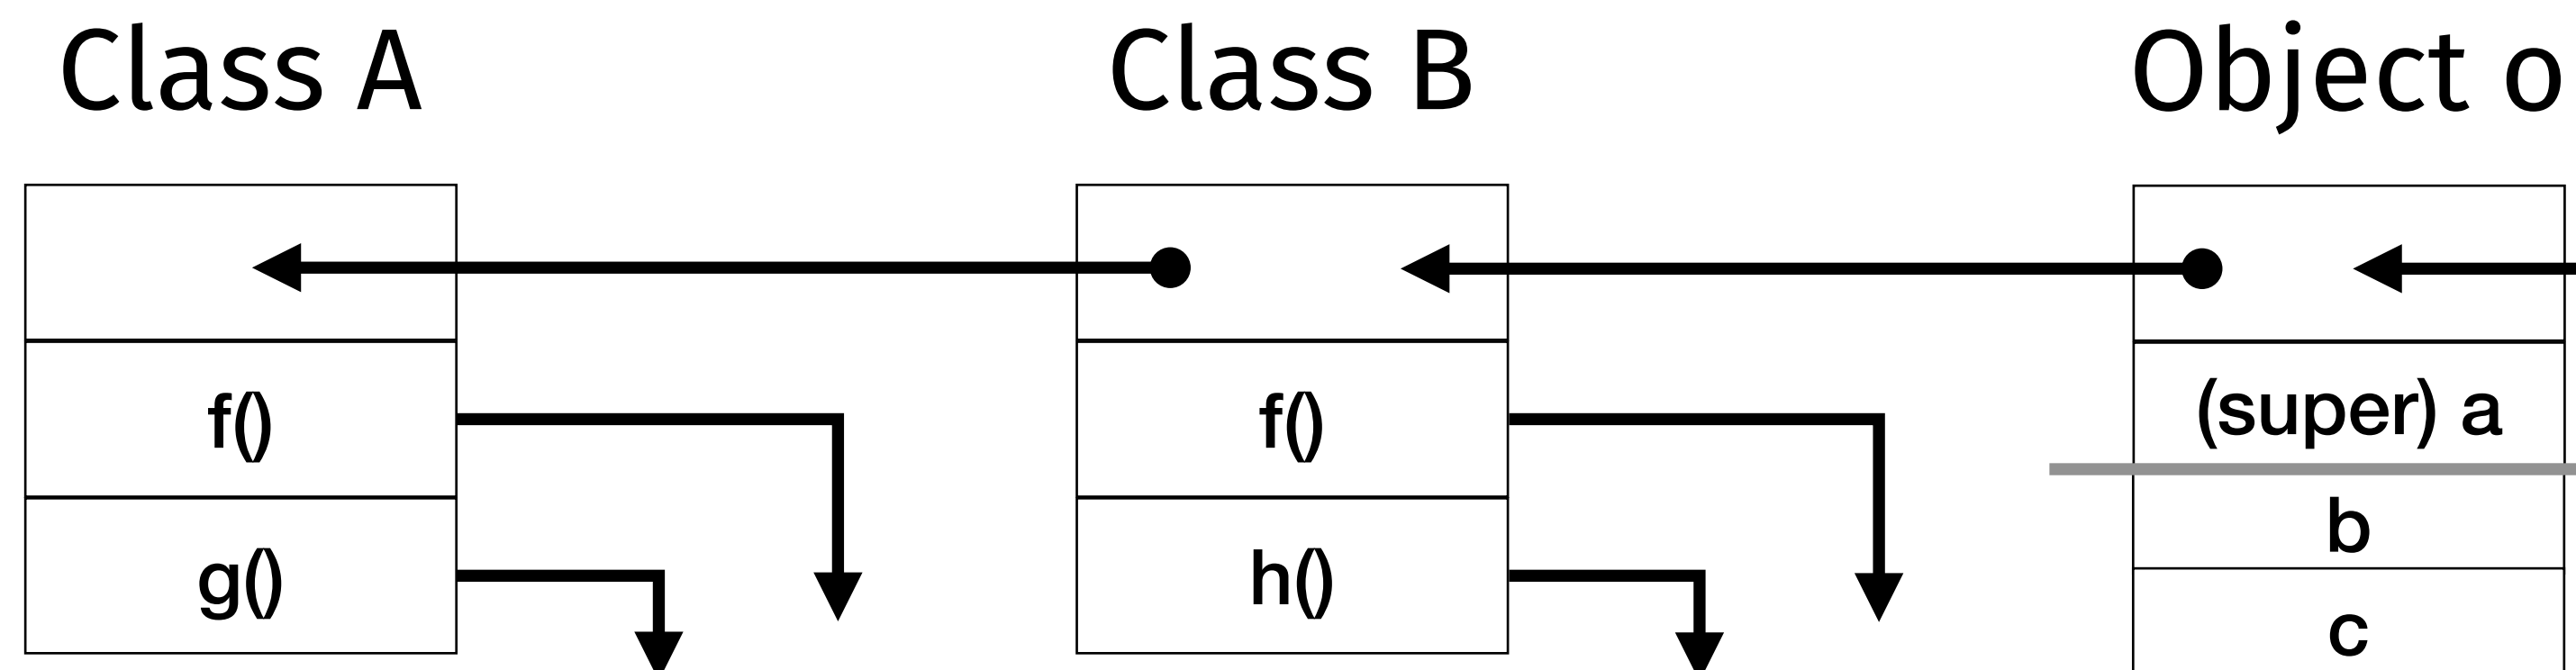 Class A
Class B
Object o
f()
g()
f()
h()
(super) a
b
c